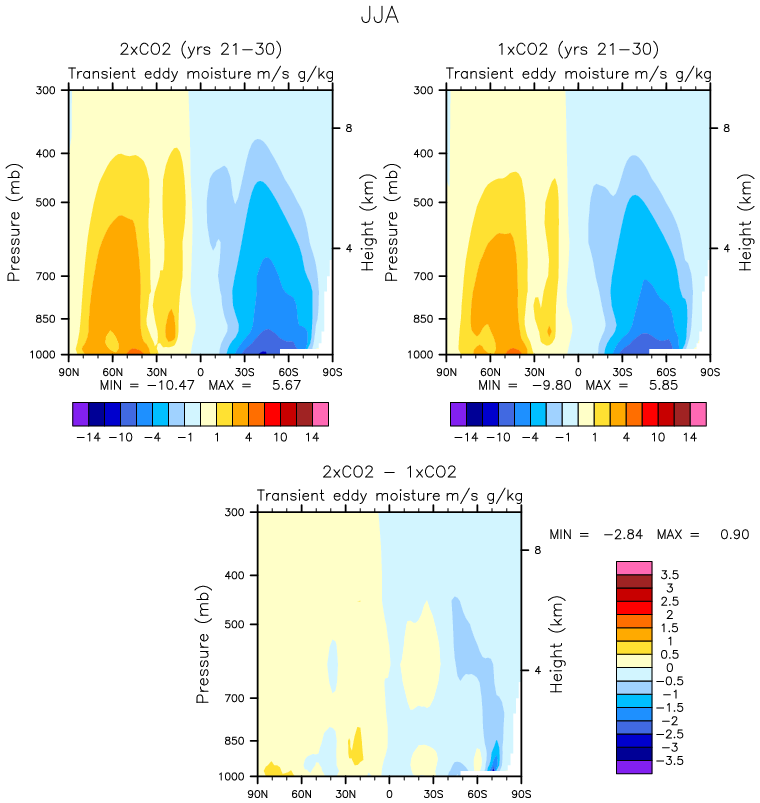 JJA
2xCO2 (yrs 21−30)
Transient eddy moisture m/s g/kg
300
400
500
700
850
1000
Pressure (mb)
8
4
Height (km)
90N 60N 30N 0 30S 60S 90S
MIN = −10.47 MAX = 5.67
−14 −10 −4 −1 1 4 10 14
1xCO2 (yrs 21−30)
Transient eddy moisture m/s g/kg
300
400
500
700
850
1000
Pressure (mb)
8
4
Height (km)
90N 60N 30N 0 30S 60S 90S
MIN = −9.80 MAX = 5.85
−14 −10 −4 −1 1 4 10 14
2xCO2 − 1xCO2
Transient eddy moisture m/s g/kg
300
400
500
700
850
1000
Pressure (mb)
8
4
Height (km)
90N 60N 30N 0 30S 60S 90S
MIN = −2.84 MAX = 0.90
3.5
3
2.5
2
1.5
1
0.5
0
−0.5
−1
−1.5
−2
−2.5
−3
−3.5